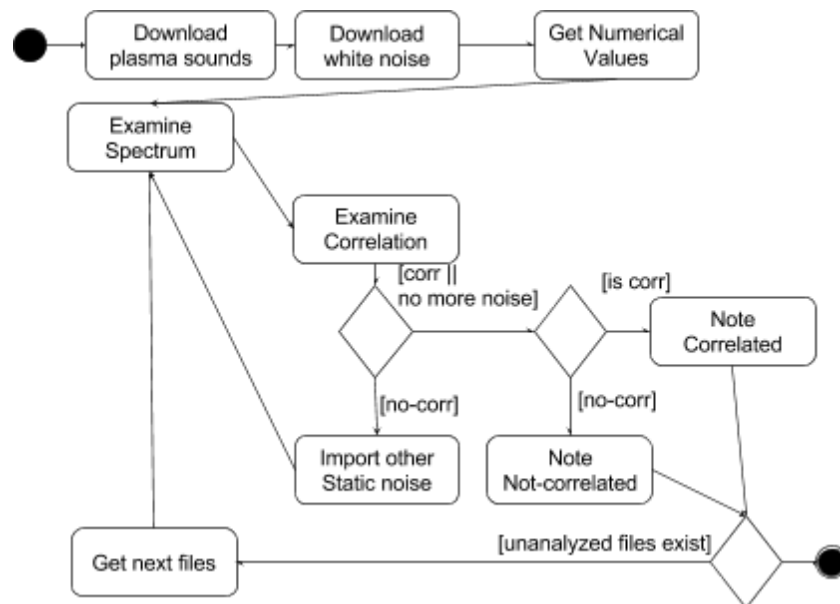 Download
plasma sounds
Download
white noise
Get Numerical
Values
Examine
Spectrum
Examine
Correlation
[corr ||
no more noise]
[is corr]
Note
Correlated
[no-corr]
[no-corr]
Import other
Static noise
Note
Not-correlated
[unanalyzed files exist]
Get next files